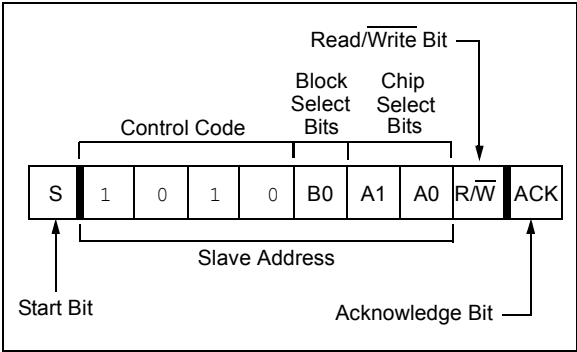 Read/Write Bit
Block Select Bits
Chip Select Bits
Control Code
S 1 0 1 0 B0 A1 A0 R/W ACK
Slave Address
Start Bit
Acknowledge Bit